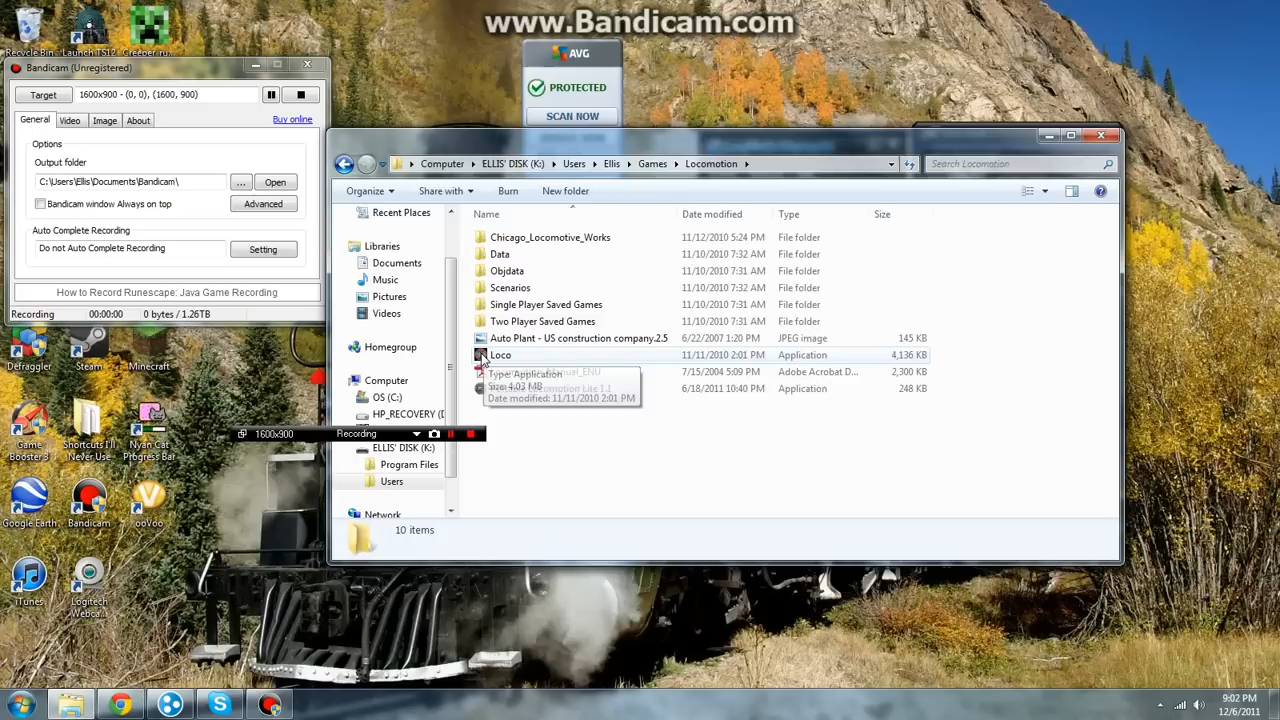 www.Bandicam.com
Recycle Bin
Launch TS12
Bandicam (Unregistered)
Target
1600x900 - (0, 0), (1600, 900)
General
Video
Image
About
Buy online
Options
Output folder
C:\Users\Ellis\Documents\Bandicam\
...
Open
Bandicam window Always on top
Advanced
Auto Complete Recording
Do not Auto Complete Recording
Setting
How to Record Runescape: Java Game Recording
Recording
00:00:00
0 bytes / 1.26TB
AVG
PROTECTED
SCAN NOW
Computer
ELLIS' DISK (K:)
Users
Ellis
Games
Locomotion
Search Locomotion
Organize
Share with
Burn
New folder
Recent Places
Libraries
Documents
Music
Pictures
Videos
Homegroup
Computer
OS (C:)
HP_RECOVERY (D
ELLIS' DISK (K:)
Program Files
Users
Network
Name
Date modified
Type
Size
Chicago_Locomotive_Works
11/12/2010 5:24 PM
File folder
Data
11/10/2010 7:31 AM
File folder
Objdata
11/10/2010 7:31 AM
File folder
Scenarios
11/10/2010 7:32 AM
File folder
Single Player Saved Games
11/10/2010 7:31 AM
File folder
Two Player Saved Games
11/10/2010 7:31 AM
File folder
Auto Plant - US construction company.2.5
6/22/2007 1:20 PM
JPEG image
145 KB
Loco
11/11/2010 2:01 PM
Application
4,136 KB
7/15/2004 5:09 PM
Adobe Acrobat D...
2,300 KB
6/18/2011 10:40 PM
Application
248 KB
Type: Application
Size: 4.03 MB
Date modified: 11/11/2010 2:01 PM
10 items
1600x900
Recording
Defraggler
Steam
Game Booster 3
Shortcuts I'll Never Use
Nyan Cat Progress Bar
Google Earth
Bandicam
ooVoo
iTunes
Logitech Webca...
9:02 PM
12/6/2011